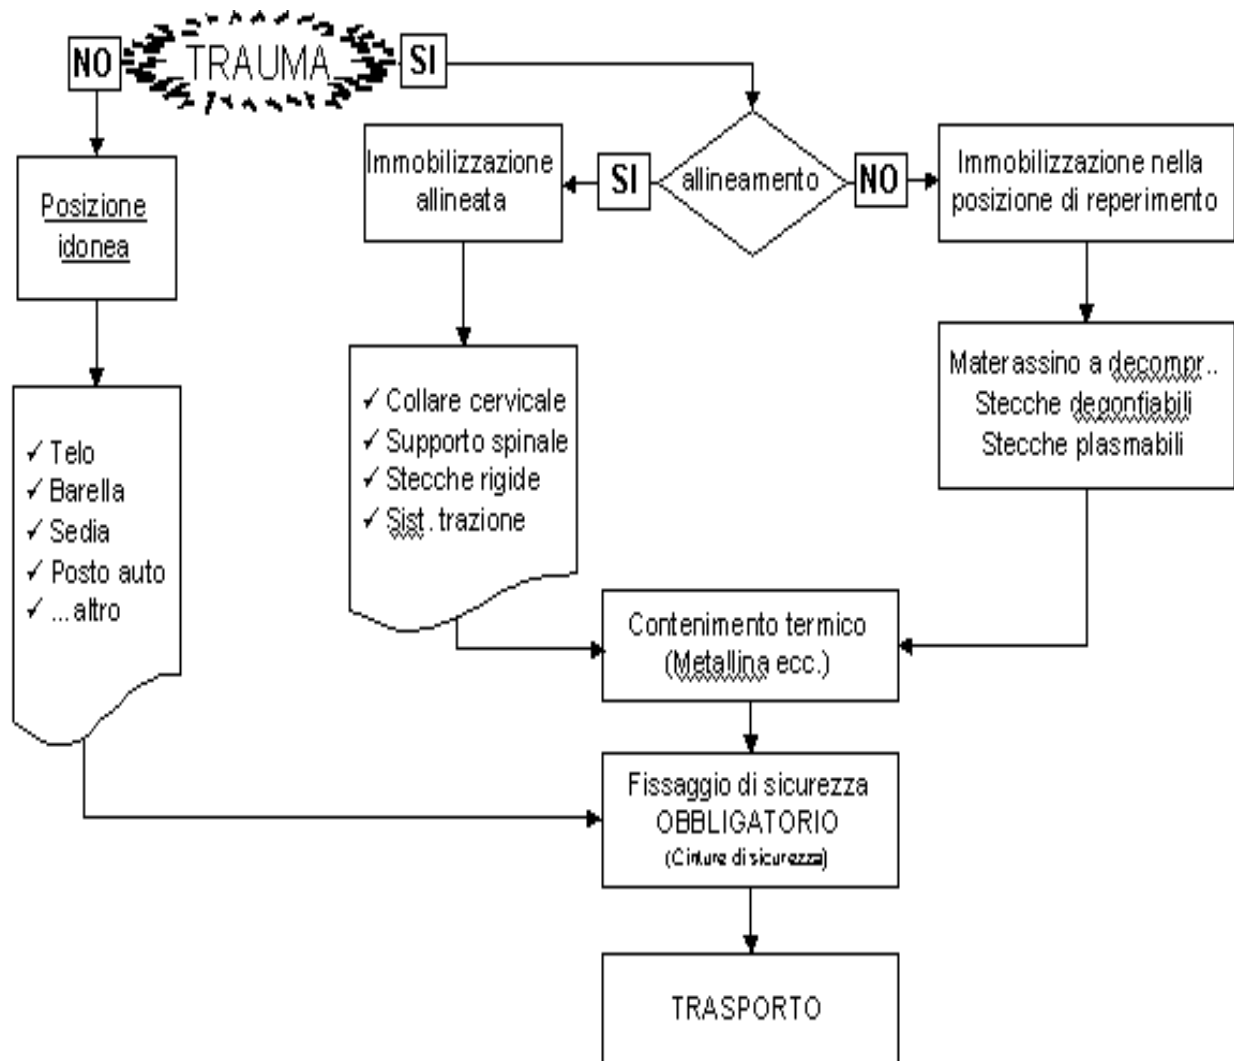 NO
TRAUMA
SI
Posizione
idonea
✓ Telo
✓ Barella
✓ Sedia
✓ Posto auto
✓ ... altro
Immobilizzazione
allineata
SI
allineamento
NO
Immobilizzazione nella
posizione di reperimento
✓ Collare cervicale
✓ Supporto spinale
✓ Stecche rigide
✓ Sist. trazione
Materassino a decompr..
Stecche degonfiabili
Stecche plasmabili
Contenimento termico
(Metallina ecc.)
Fissaggio di sicurezza
OBBLIGATORIO
(Cinture di sicurezza)
TRASPORTO